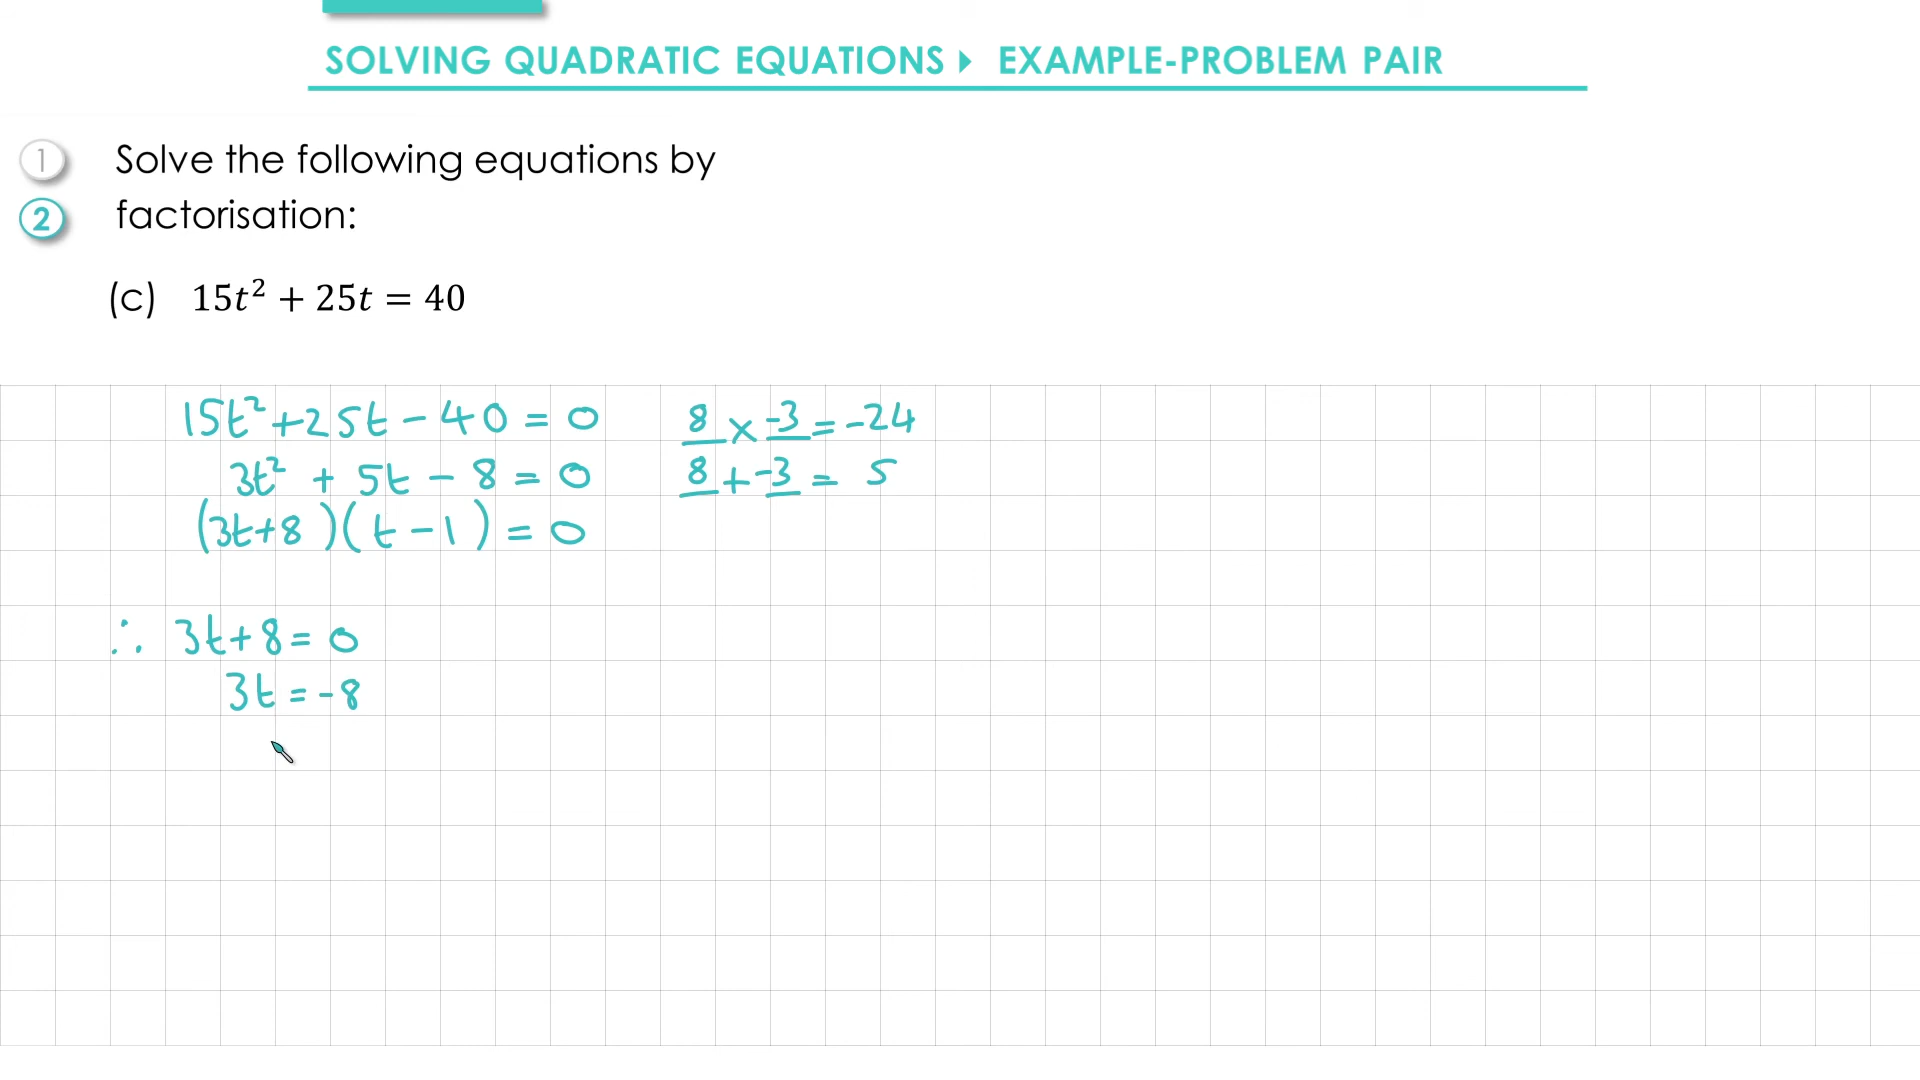 SOLVING QUADRATIC EQUATIONS ▸ EXAMPLE-PROBLEM PAIR
1 Solve the following equations by
2 factorisation:
(c) 15t² + 25t = 40
15t² + 25t - 40 = 0 8 × -3 = -24
3t² + 5t - 8 = 0 8 + -3 = 5
(3t+8)(t-1) = 0
∴ 3t+8 = 0
3t = -8